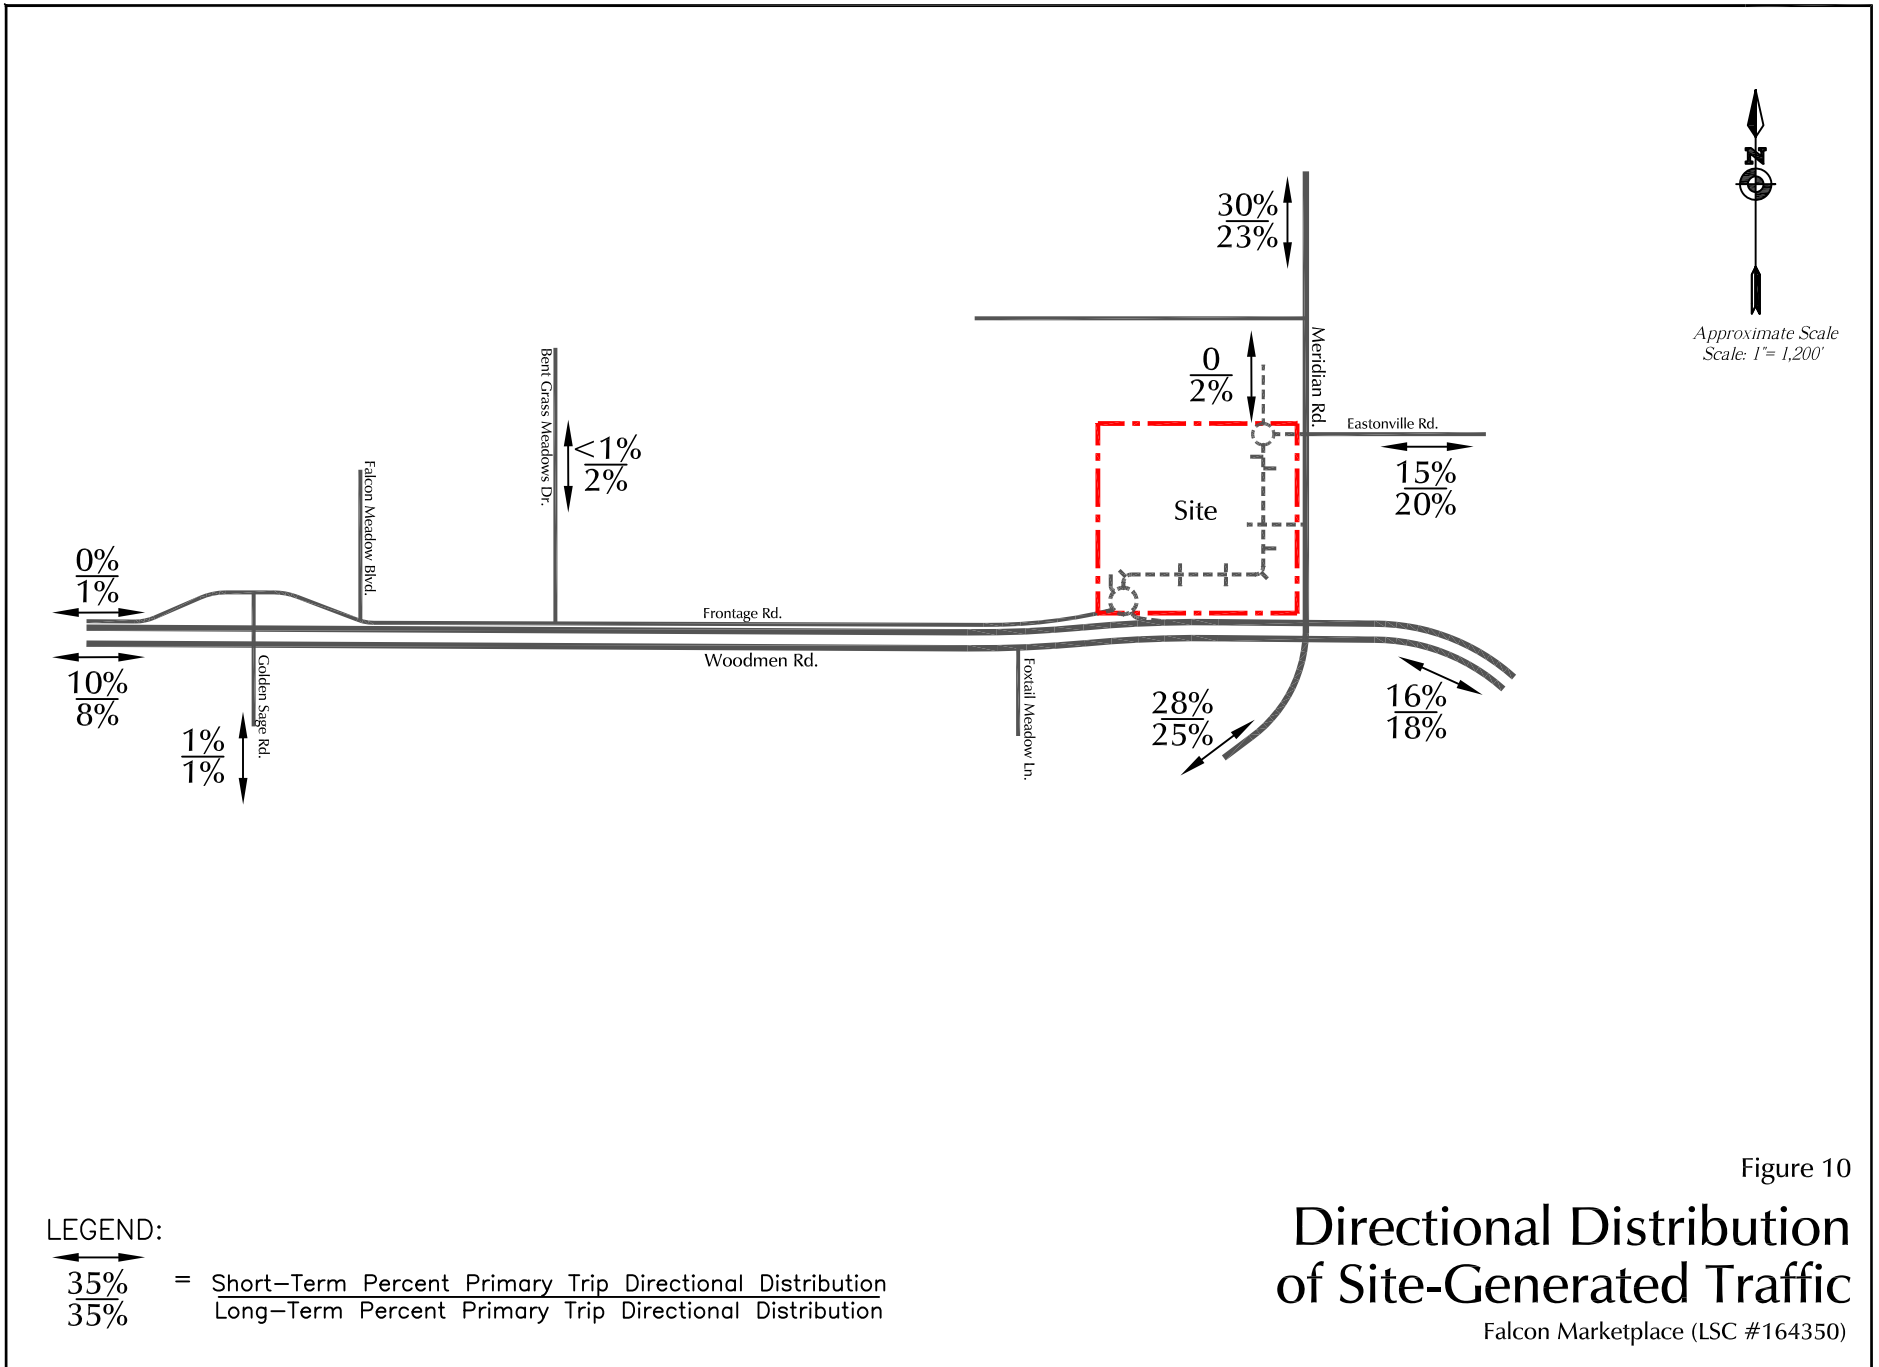 N
Approximate Scale
Scale: 1"= 1,200'
30%
23%
Meridian Rd.
0
2%
Eastonville Rd.
15%
20%
Bent Grass Meadows Dr.
<1%
2%
Falcon Meadow Blvd.
Site
0%
1%
Frontage Rd.
Woodmen Rd.
10%
8%
Golden Sage Rd.
1%
1%
Foxtail Meadow Ln.
28%
25%
16%
18%
Figure 10
Directional Distribution
of Site-Generated Traffic
Falcon Marketplace (LSC #164350)
LEGEND:
35%
35%
= Short-Term Percent Primary Trip Directional Distribution
Long-Term Percent Primary Trip Directional Distribution